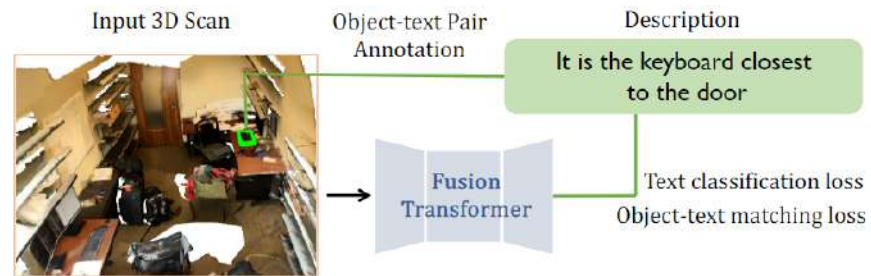 Input 3D Scan
Object-text Pair
Annotation
Description
It is the keyboard closest
to the door
Fusion
Transformer
Text classification loss
Object-text matching loss